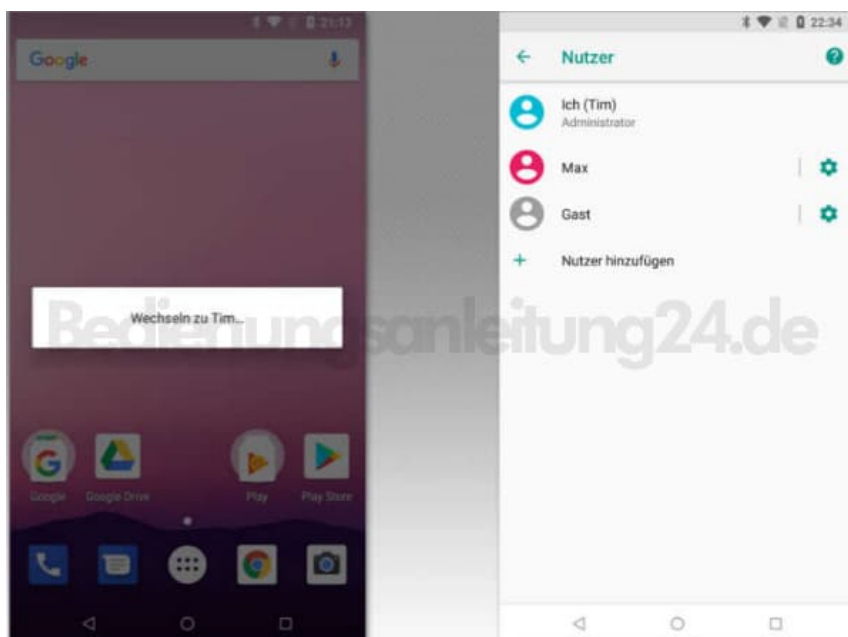 21:13
Google
Wechseln zu Tim...
Google
Google Drive
Play
Play Store
22:34
Nutzer
?
Ich (Tim)
Administrator
Max
Gast
+ Nutzer hinzufügen
Bedienungsanleitung24.de